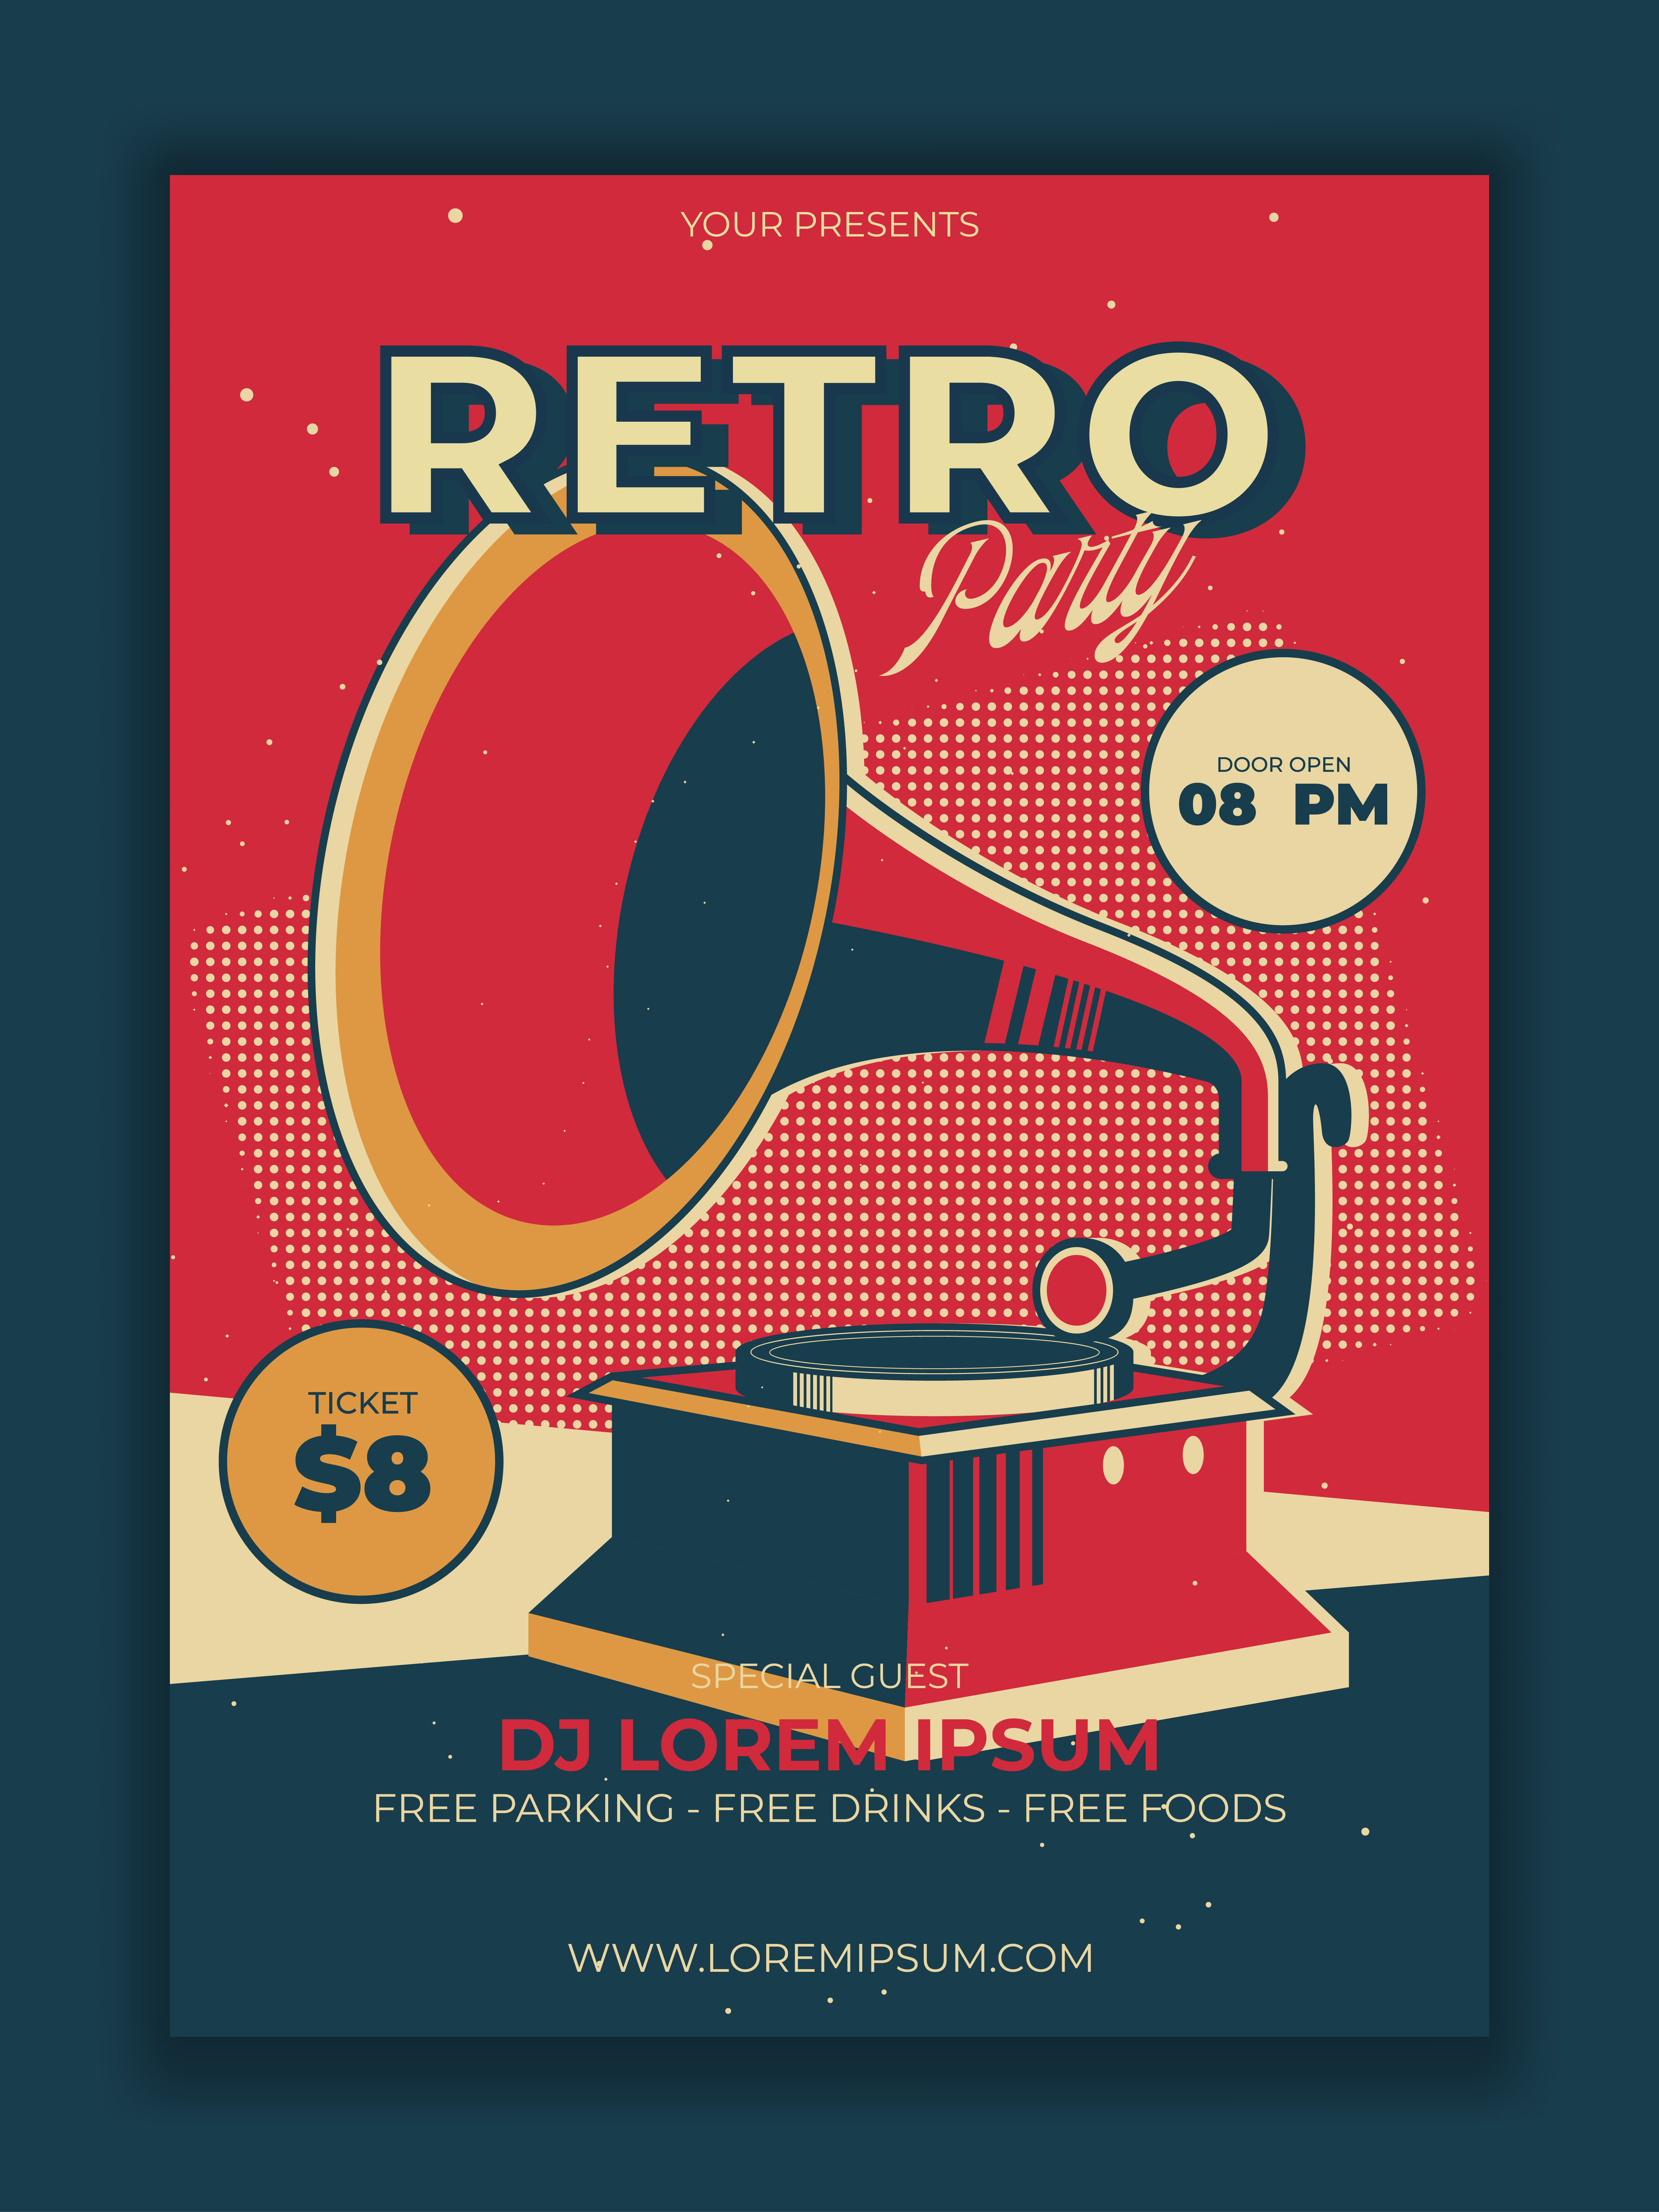 YOUR PRESENTS
RETRO
Party
DOOR OPEN
08 PM
TICKET
$8
SPECIAL GUEST
DJ LOREM IPSUM
FREE PARKING - FREE DRINKS - FREE FOODS
WWW.LOREMIPSUM.COM